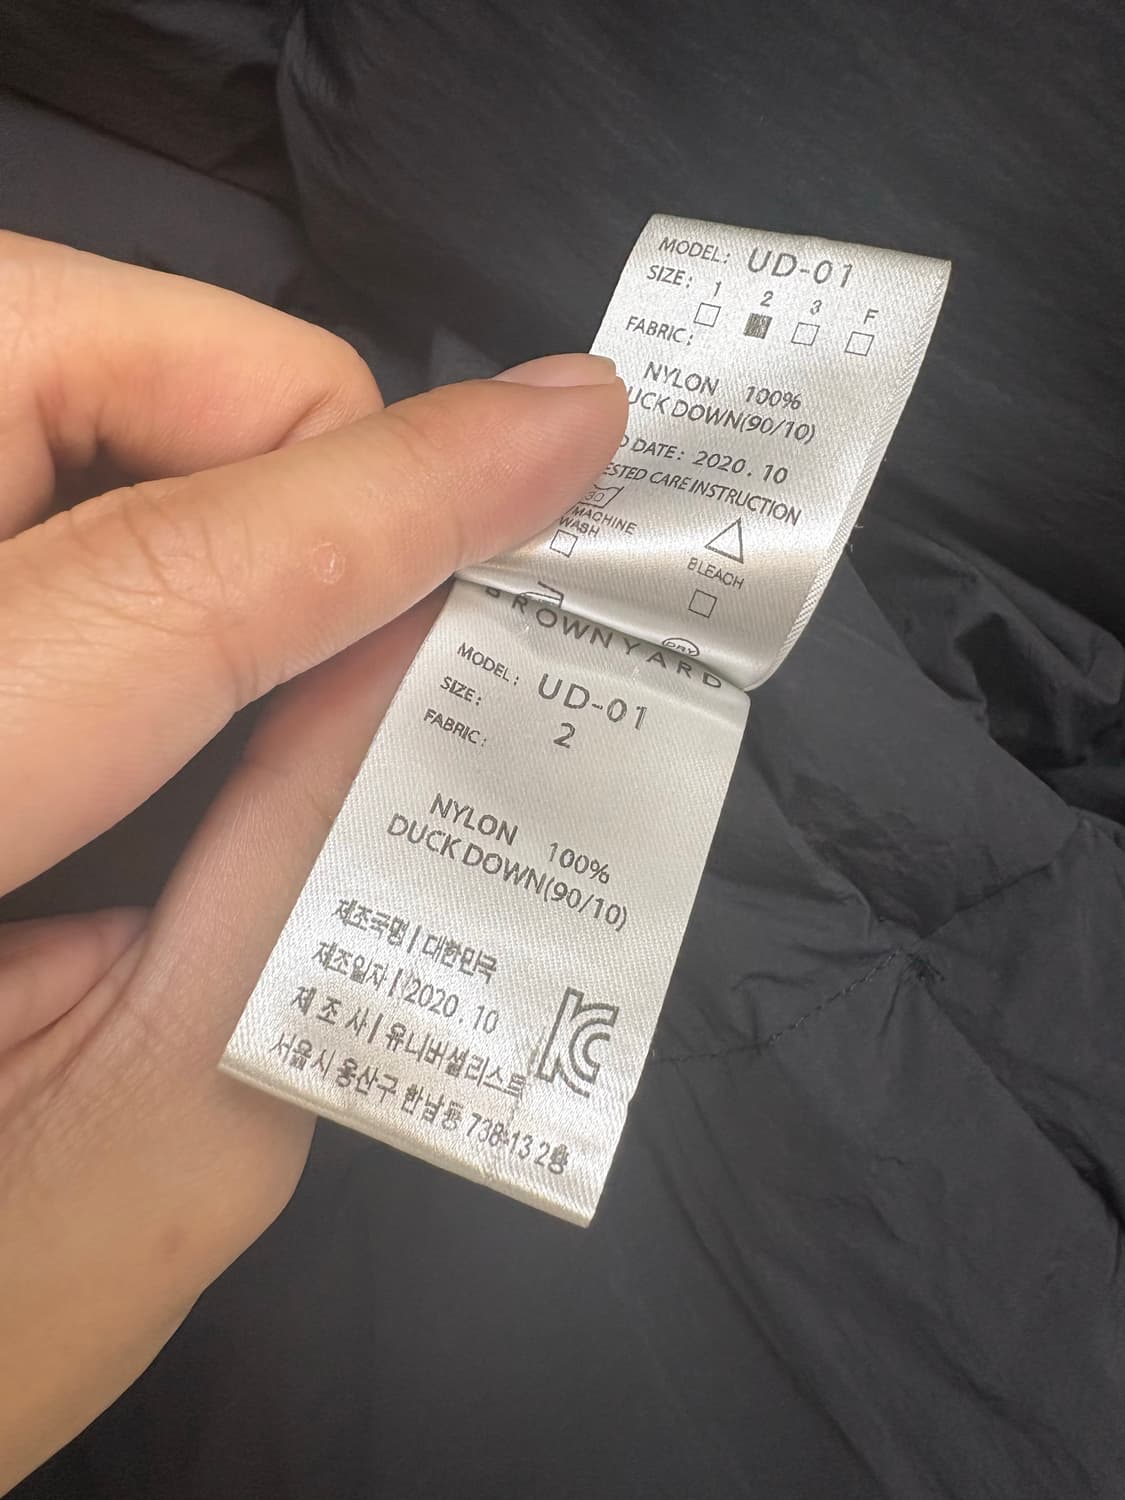 MODEL: UD-01
SIZE: 1 2 3 F
FABRIC:
NYLON 100%
DUCK DOWN(90/10)
DATE: 2020.10
CARE INSTRUCTION
30
MACHINE
WASH
BLEACH
DRY
BROWNYARD
MODEL: UD-01
SIZE: 2
FABRIC:
NYLON 100%
DUCK DOWN(90/10)
제조국명 | 대한민국
제조일자 | 2020.10
제 조 사 | 유니버셜리스트
서울시 용산구 한남동 738-13 2층
KC